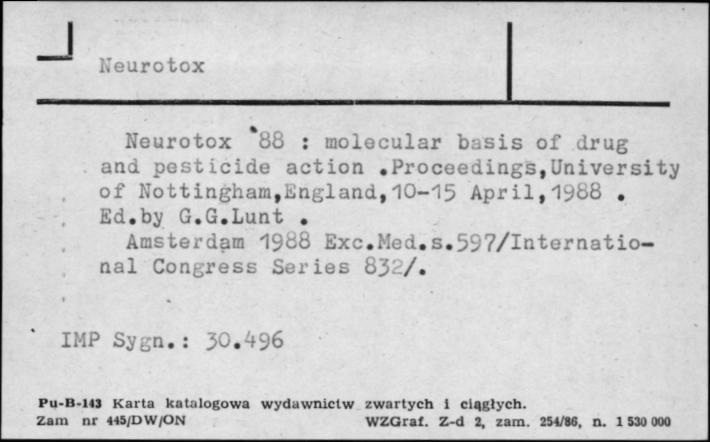 Neurotox
Neurotox '88 : molecular basis of drug
and pesticide action .Proceedings,University
of Nottingham,England,10-15 April,1988 .
Ed.by G.G.Lunt .
Amsterdam 1988 Exc.Med.s.597/Internatio-
nal Congress Series 832/.
IMP Sygn.: 30.496
Pu-B-143 Karta katalogowa wydawnictw zwartych i ciągłych.
Zam nr 445/DW/ON WZGraf. Z-d 2, zam. 254/86, n. 1 530 000